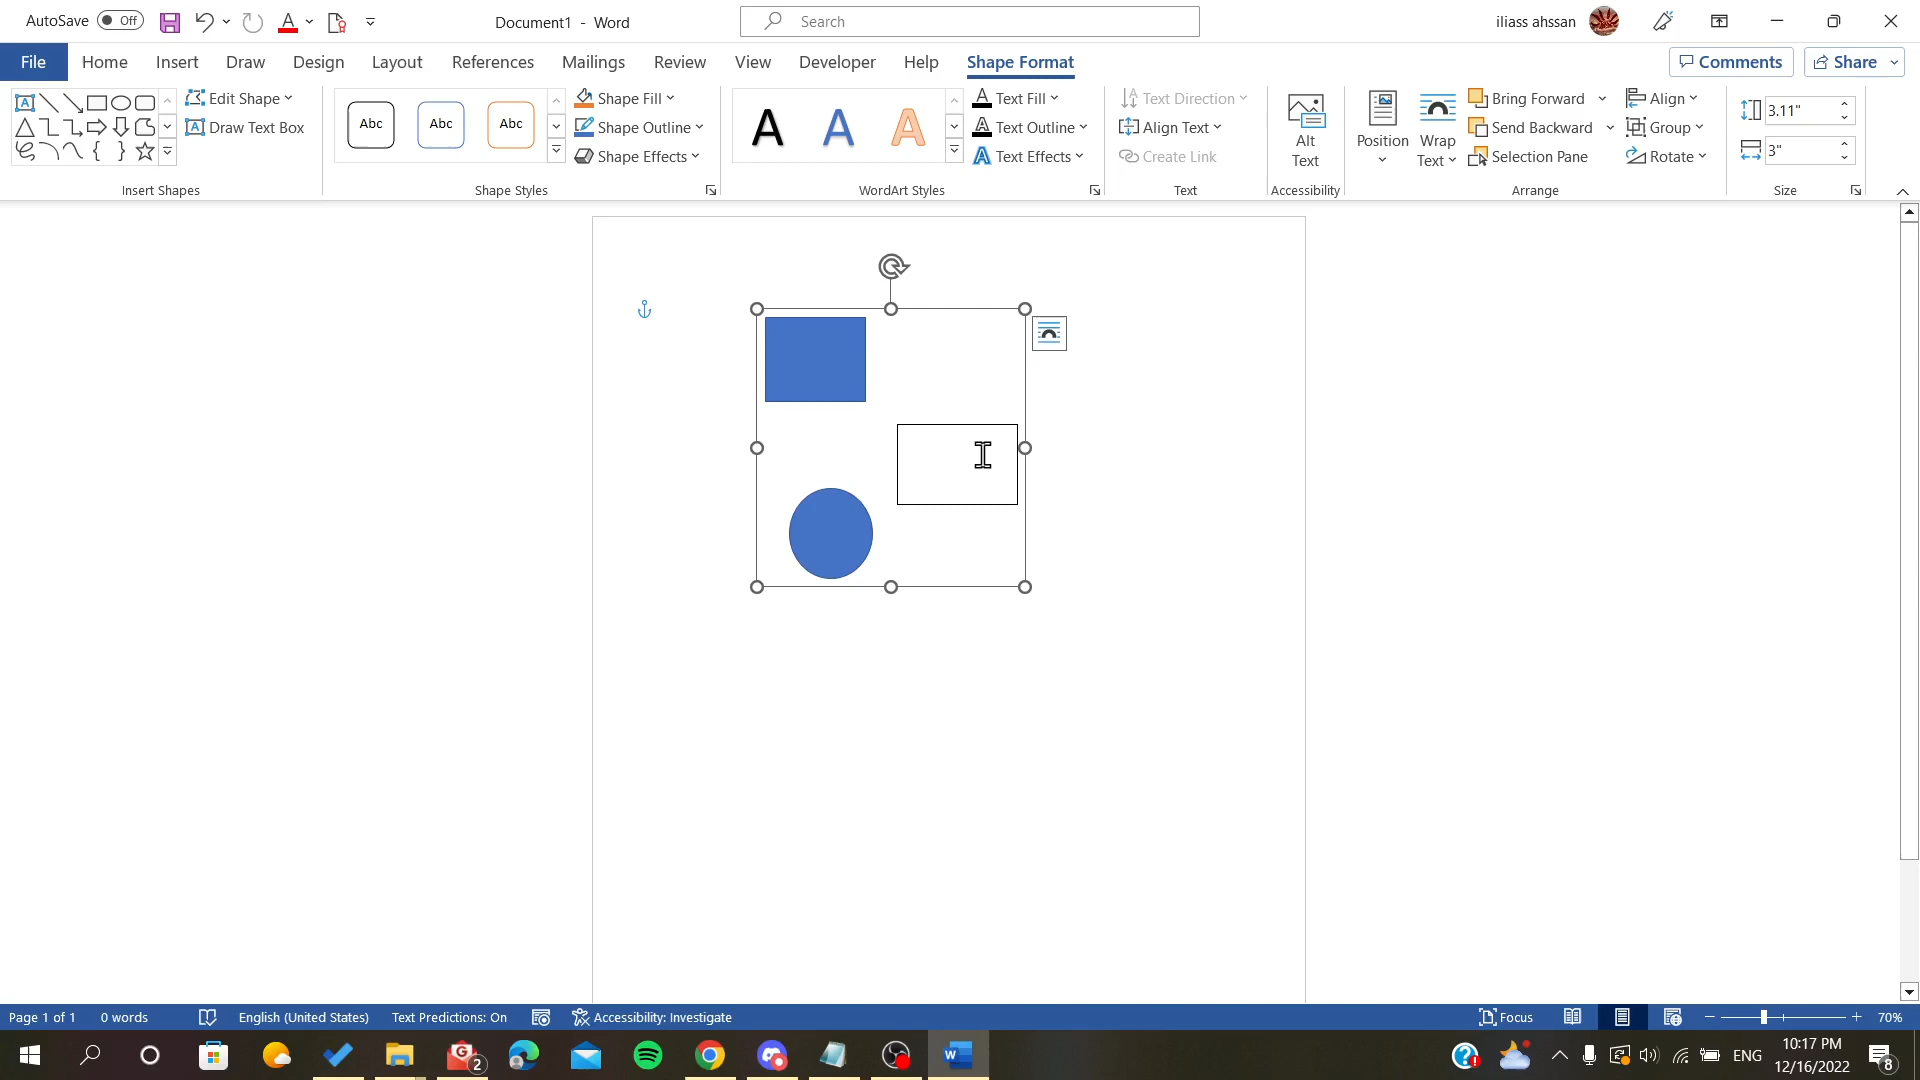 AutoSave Off Document1 - Word Search iliass ahssan
File Home Insert Draw Design Layout References Mailings Review View Developer Help Shape Format Comments Share
Edit Shape Abc Abc Abc Shape Fill A A A Text Fill Text Direction Bring Forward Align 3.11"
Draw Text Box Shape Outline Text Outline Align Text Alt Text Position Wrap Text Send Backward Group 3"
Shape Effects Text Effects Create Link Selection Pane Rotate
Insert Shapes Shape Styles WordArt Styles Text Accessibility Arrange Size
Page 1 of 1 0 words English (United States) Text Predictions: On Accessibility: Investigate Focus 70%
2 ENG 10:17 PM
12/16/2022 8